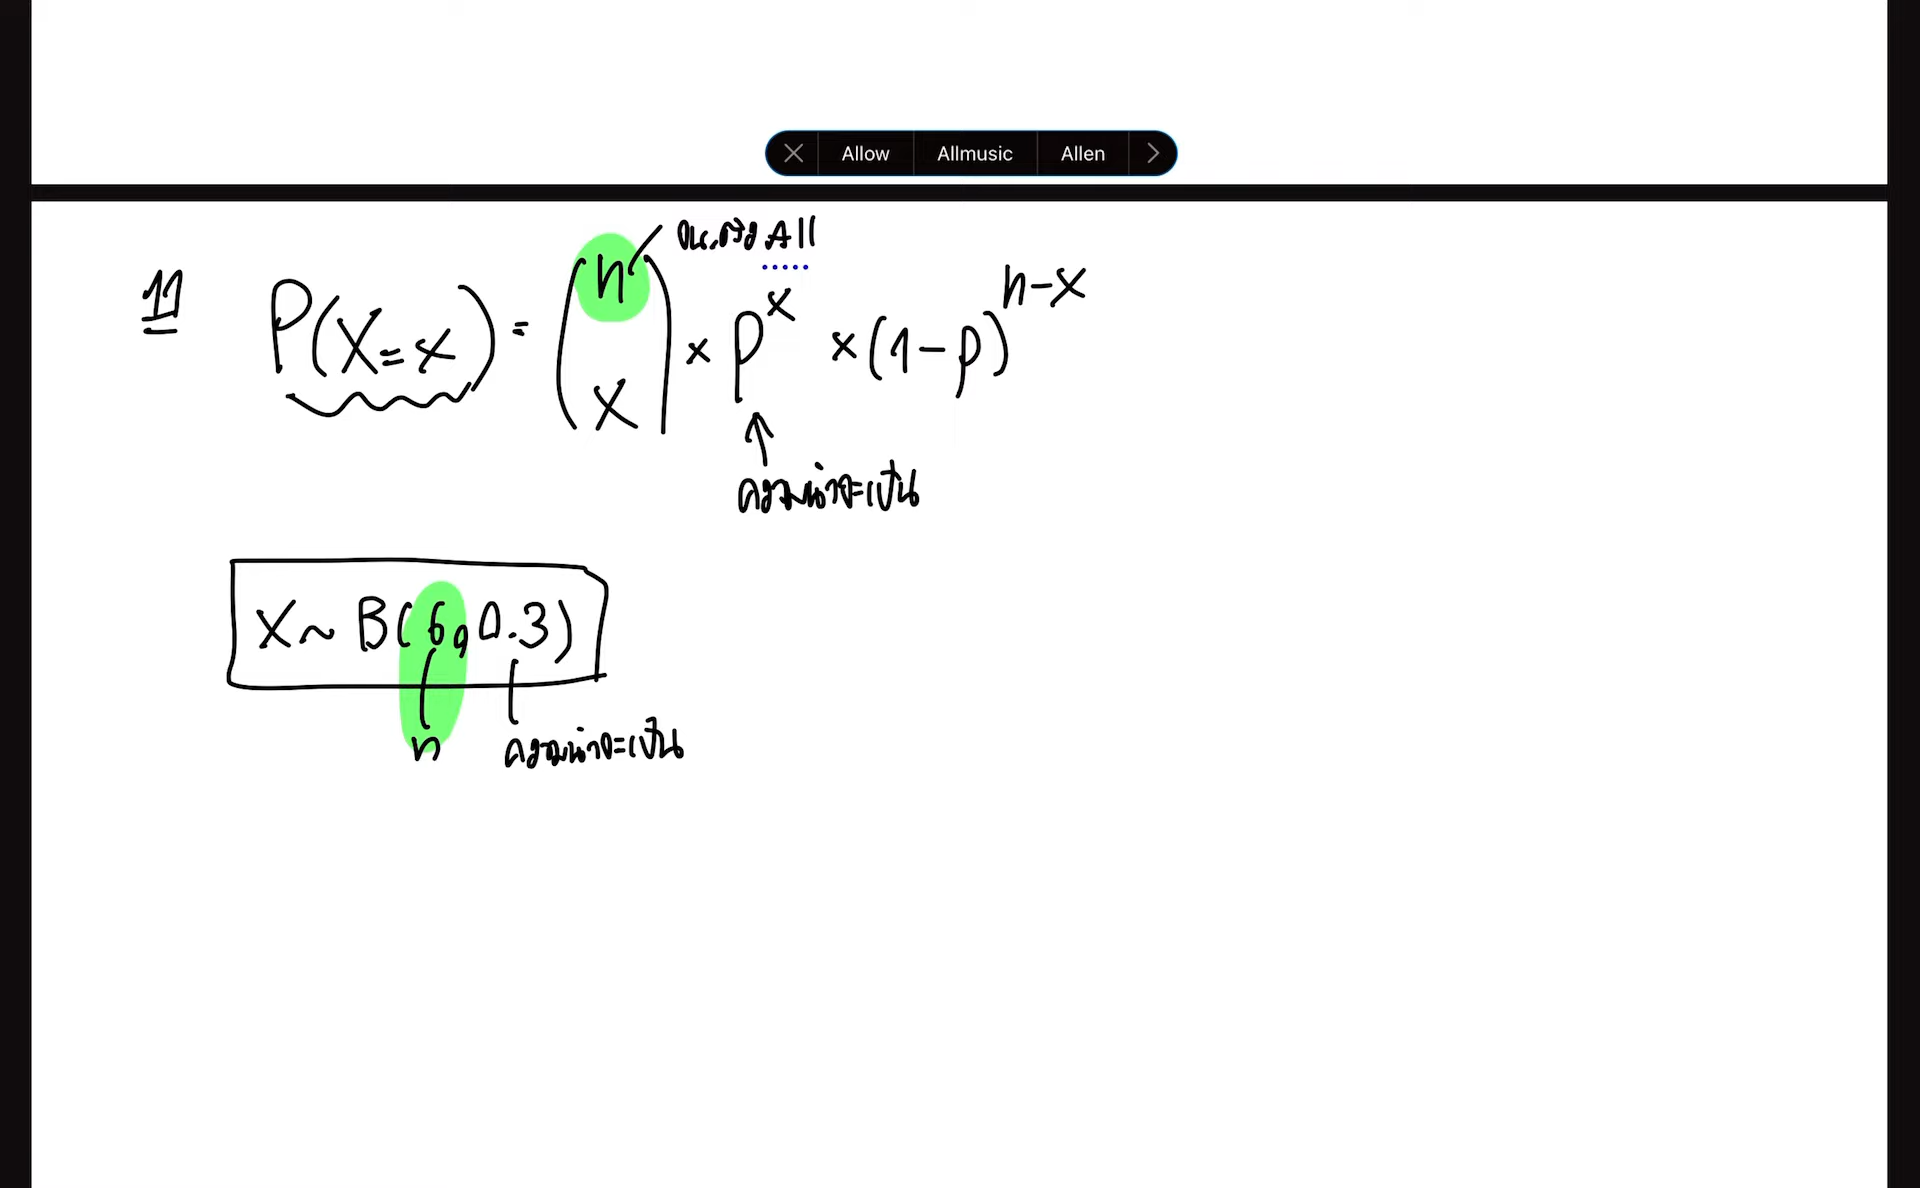 Allow Allmusic Allen
จน.ครั้ง All
11 P(X=x) = (n x) × p^x × (1-p)^n-x
ความน่าจะเป็น
X ~ B(6, 0.3)
n ความน่าจะเป็น